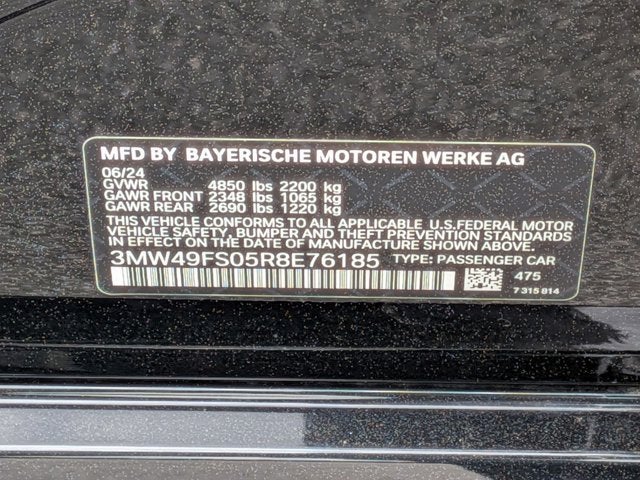 MFD BY BAYERISCHE MOTOREN WERKE AG
06/24
GVWR 4850 lbs 2200 kg
GAWR FRONT 2348 lbs 1065 kg
GAWR REAR 2690 lbs 1220 kg
THIS VEHICLE CONFORMS TO ALL APPLICABLE U.S.FEDERAL MOTOR
VEHICLE SAFETY, BUMPER AND THEFT PREVENTION STANDARDS
IN EFFECT ON THE DATE OF MANUFACTURE SHOWN ABOVE.
3MW49FS05R8E76185 TYPE: PASSENGER CAR
475
7 315 814